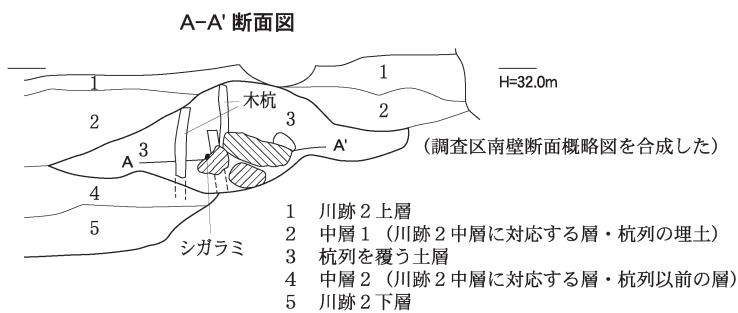 A-A' 断面図
1
1
H=32.0m
木杭
2
3
2
A
3
A'
(調査区南壁断面概略図を合成した)
4
5
シガラミ
1 川跡2上層
2 中層1(川跡2中層に対応する層・杭列の埋土)
3 杭列を覆う土層
4 中層2(川跡2中層に対応する層・杭列以前の層)
5 川跡2下層